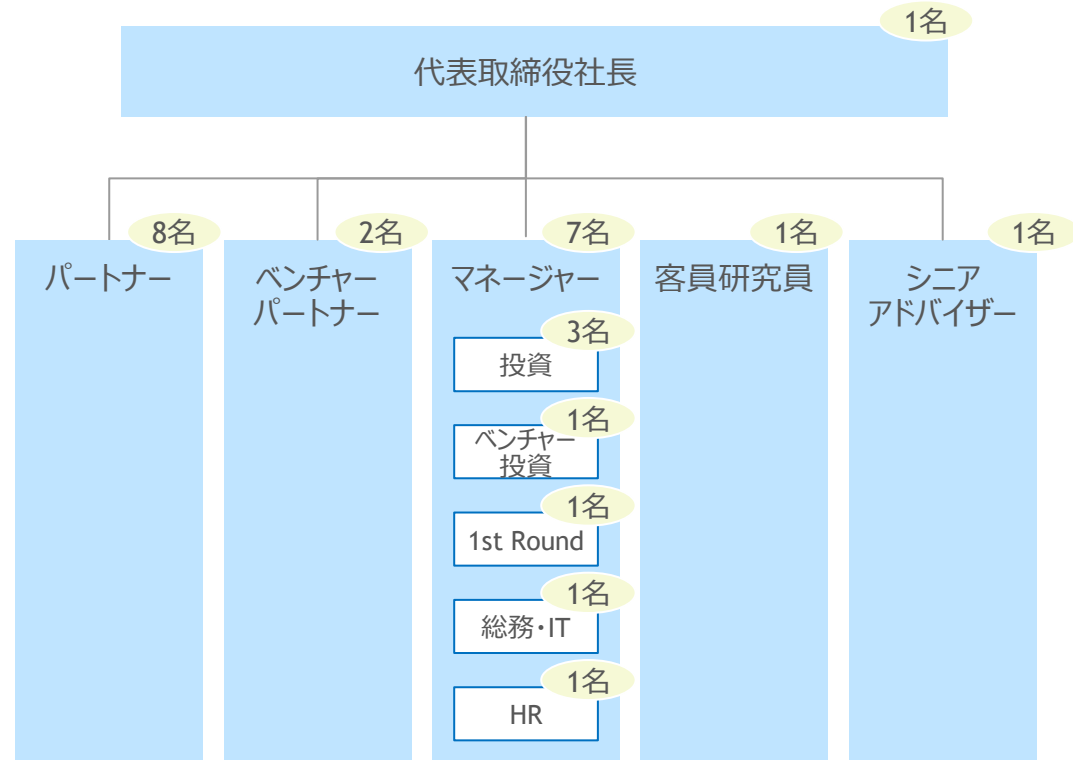 1名
代表取締役社長
8名
パートナー
2名
ベンチャー
パートナー
7名
マネージャー
3名
投資
1名
ベンチャー
投資
1名
1st Round
1名
総務・IT
1名
HR
1名
客員研究員
1名
シニア
アドバイザー